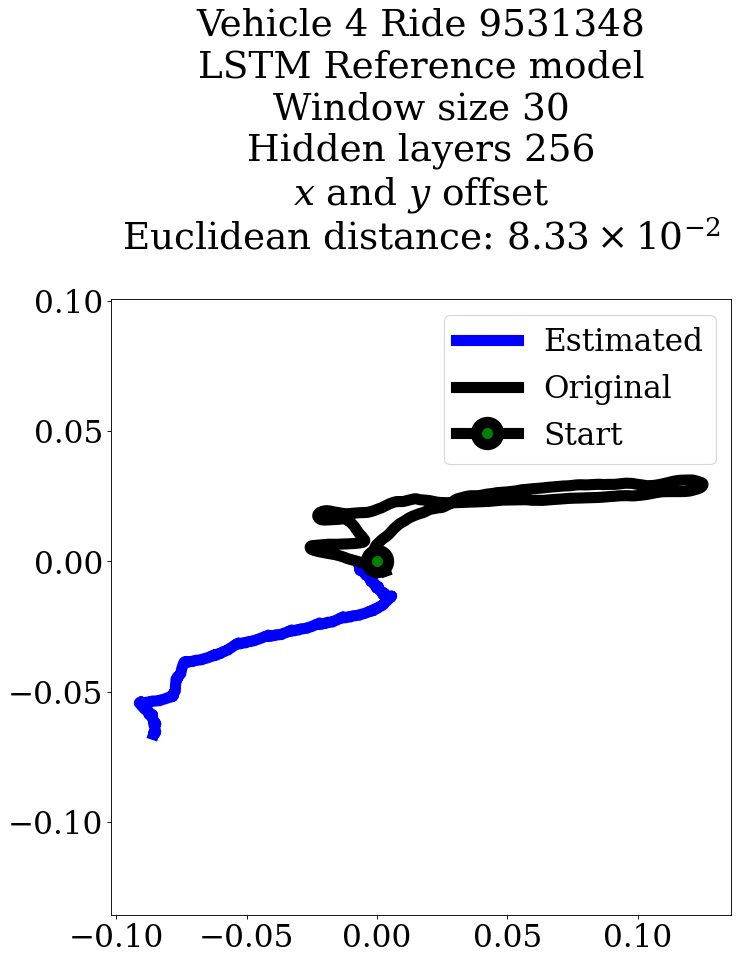 Vehicle 4 Ride 9531348
LSTM Reference model
Window size 30
Hidden layers 256
x and y offset
Euclidean distance: 8.33 × 10⁻²
Estimated
Original
Start
0.10
0.05
0.00
−0.05
−0.10
−0.10 −0.05 0.00 0.05 0.10